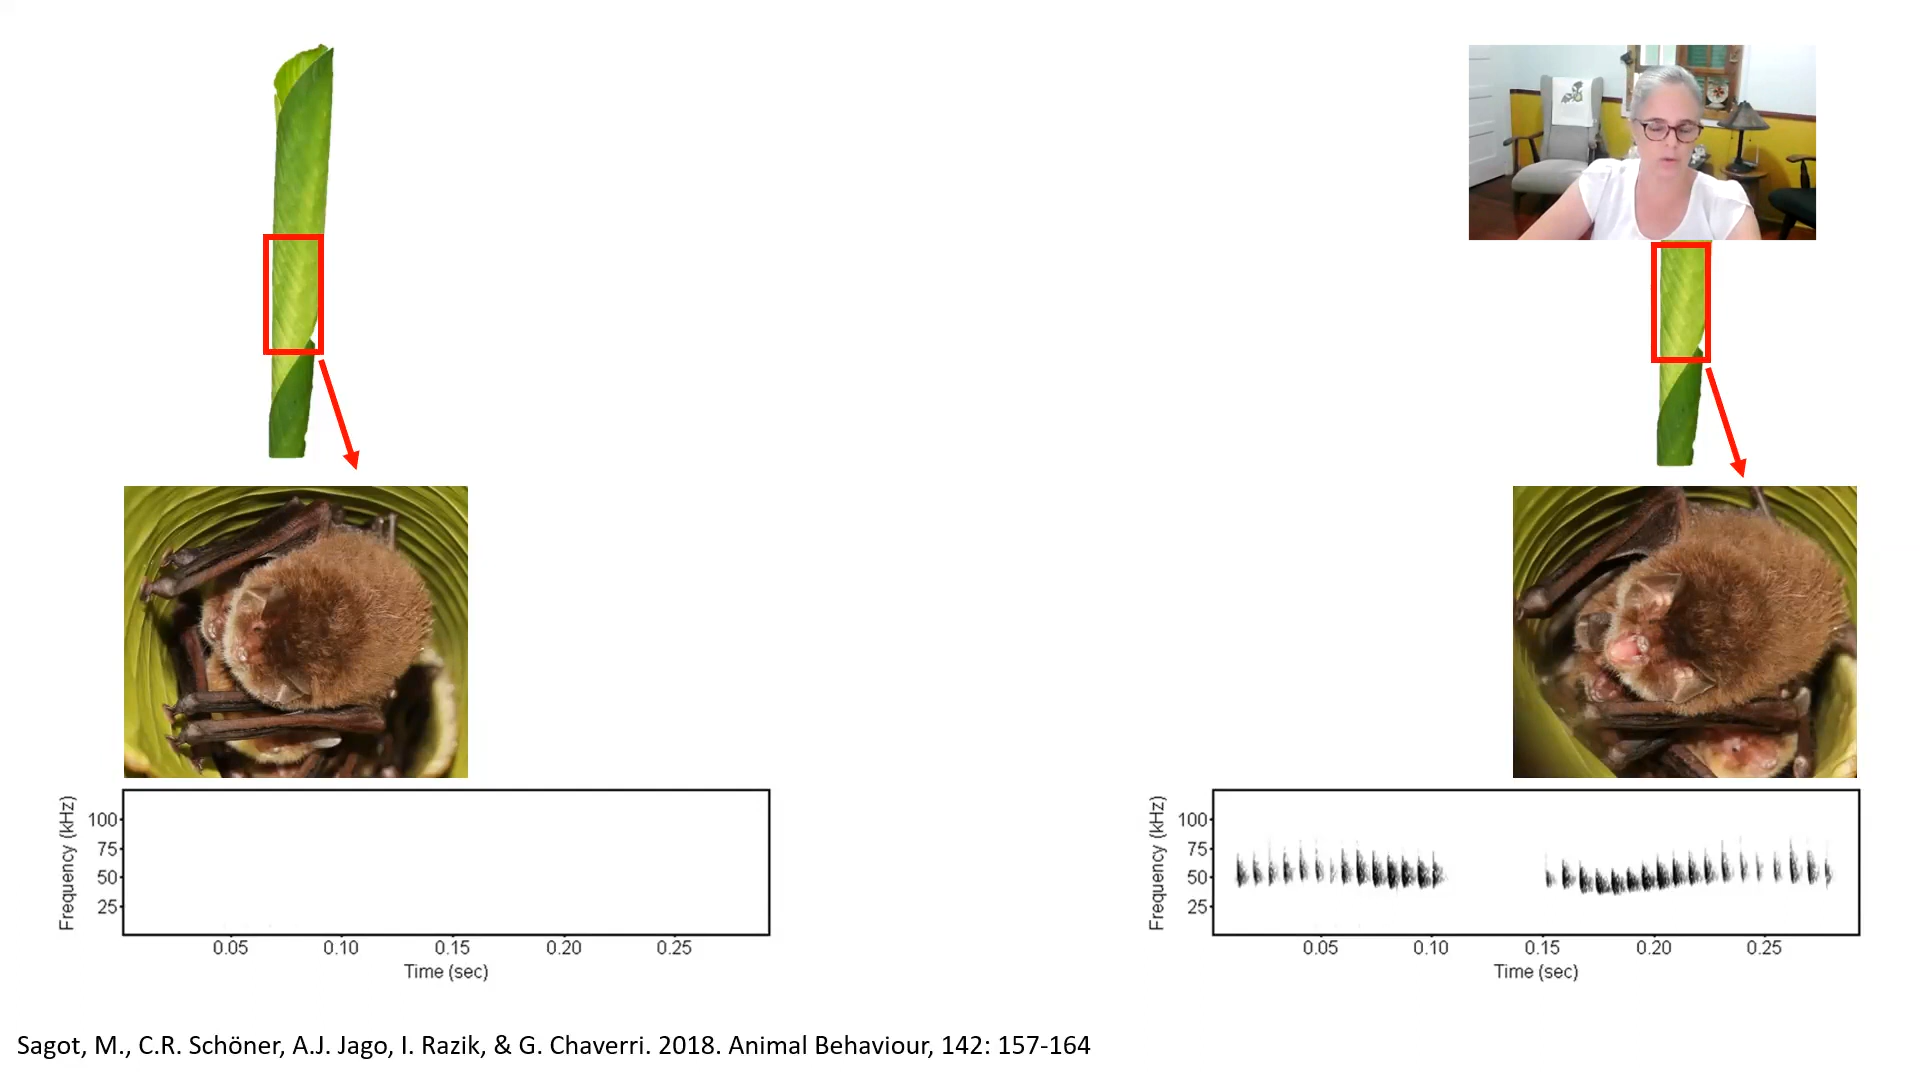 Frequency (kHz)
100
75
50
25
0.05 0.10 0.15 0.20 0.25
Time (sec)
Frequency (kHz)
100
75
50
25
0.05 0.10 0.15 0.20 0.25
Time (sec)
Sagot, M., C.R. Schöner, A.J. Jago, I. Razik, & G. Chaverri. 2018. Animal Behaviour, 142: 157-164